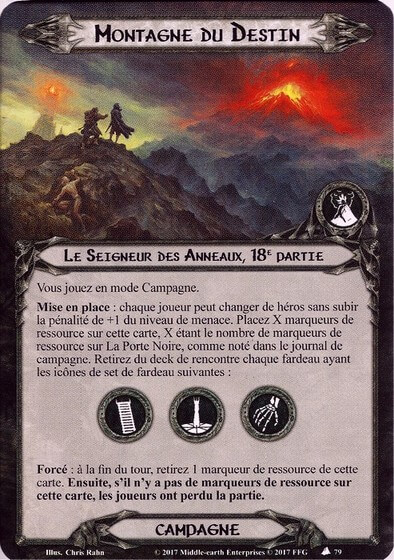 Montagne du Destin
Le Seigneur des Anneaux, 18e partie
Vous jouez en mode Campagne.
Mise en place : chaque joueur peut changer de héros sans subir
la pénalité de +1 du niveau de menace. Placez X marqueurs de
ressource sur cette carte, X étant le nombre de marqueurs de
ressource sur La Porte Noire, comme noté dans le journal de
campagne. Retirez du deck de rencontre chaque fardeau ayant
les icônes de set de fardeau suivantes :
Forcé : à la fin du tour, retirez 1 marqueur de ressource de cette
carte. Ensuite, s'il n'y a pas de marqueurs de ressource sur
cette carte, les joueurs ont perdu la partie.
CAMPAGNE
Illus. Chris Rahn © 2017 Middle-earth Enterprises © 2017 FFG 79